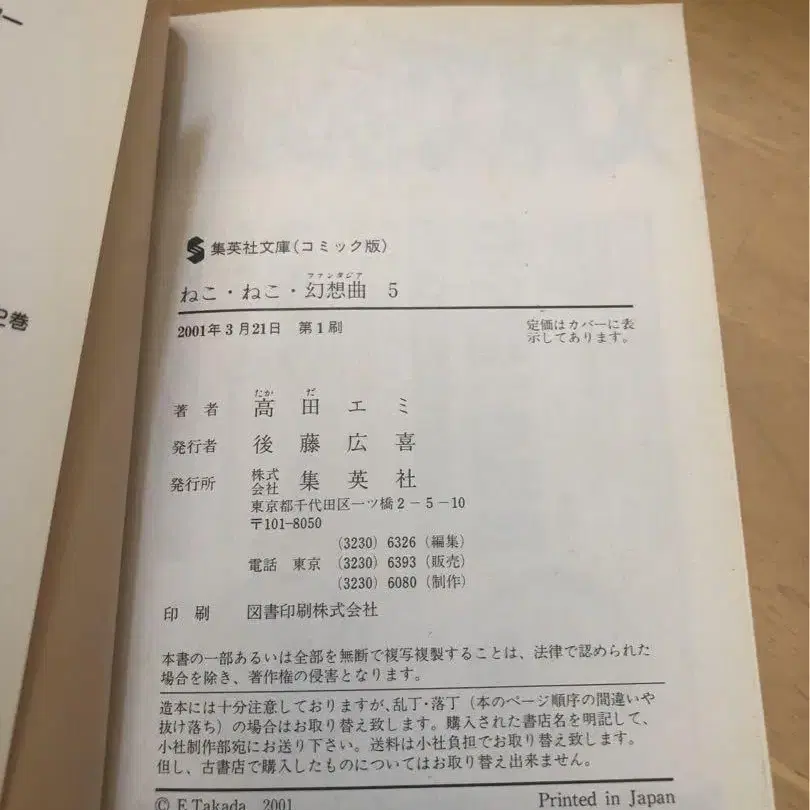 2巻
集英社文庫(コミック版)
ファンタジア
ねこ・ねこ・幻想曲 5
2001年3月21日 第1刷
定価はカバーに表
示してあります。
たか だ
著者 高田エミ
発行者 後藤広喜
発行所 株式会社 集英社
東京都千代田区一ツ橋2-5-10
〒101-8050
(3230) 6326 (編集)
電話 東京 (3230) 6393 (販売)
(3230) 6080 (制作)
印刷 図書印刷株式会社
本書の一部あるいは全部を無断で複写複製することは、法律で認められた
場合を除き、著作権の侵害となります。
造本には十分注意しておりますが、乱丁・落丁(本のページ順序の間違いや
抜け落ち)の場合はお取り替え致します。購入された書店名を明記して、
小社制作部宛にお送り下さい。送料は小社負担でお取り替え致します。
但し、古書店で購入したものについてはお取り替え出来ません。
© E.Takada 2001
Printed in Japan